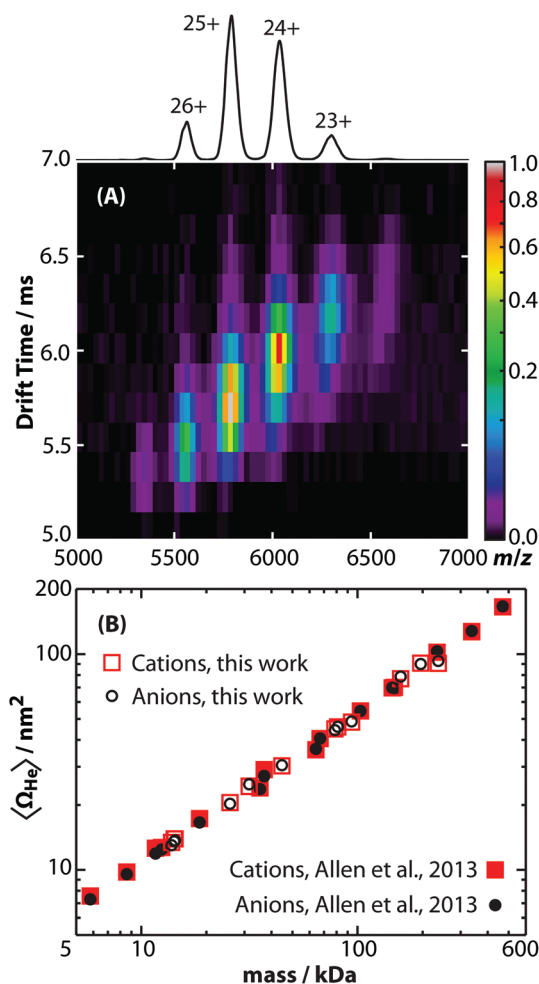 25+
24+
26+
23+
7.0
(A)
1.0
0.8
6.5
0.6
0.4
Drift Time / ms
6.0
0.2
5.5
5.0
0.0
5000
5500
6000
6500
7000
m/z
200
(B)
100
Cations, this work
Anions, this work
⟨Ω_He⟩ / nm²
10
Cations, Allen et al., 2013
Anions, Allen et al., 2013
5
5
10
100
600
mass / kDa